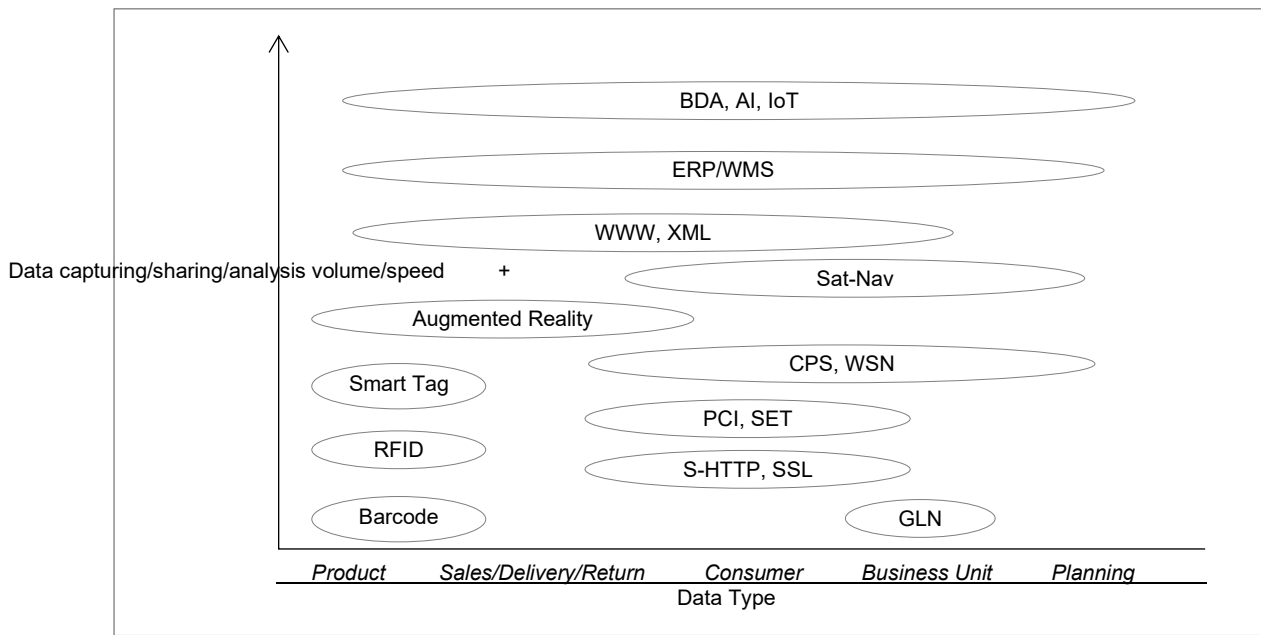 BDA, AI, IoT
ERP/WMS
WWW, XML
Data capturing/sharing/analysis volume/speed +
Sat-Nav
Augmented Reality
CPS, WSN
Smart Tag
PCI, SET
RFID
S-HTTP, SSL
Barcode GLN
Product Sales/Delivery/Return Consumer Business Unit Planning
Data Type